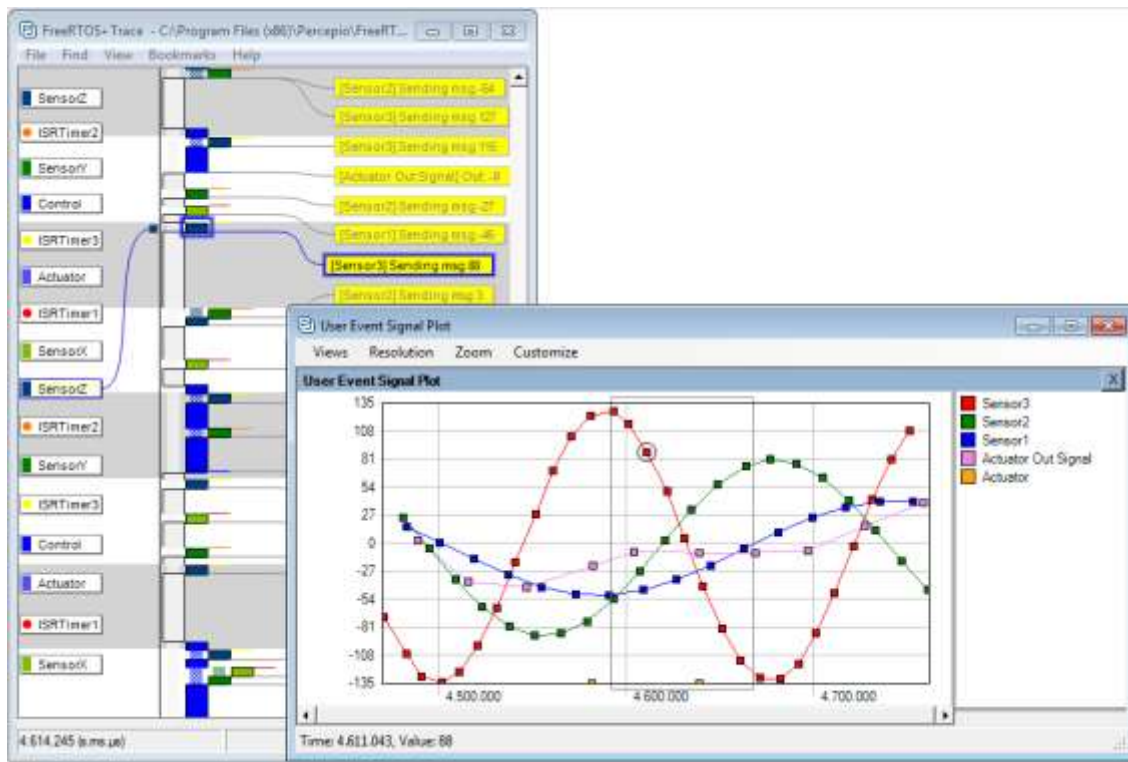 FreeRTOS+ Trace - C:\Program Files (x86)\Percepio\FreeRT...
File Find View Bookmarks Help
SensorZ
ISRTimer2
SensorY
Control
ISRTimer3
Actuator
ISRTimer1
SensorX
SensorZ
ISRTimer2
SensorY
ISRTimer3
Control
Actuator
ISRTimer1
SensorX
[Sensor2] Sending msg -64
[Sensor3] Sending msg 127
[Sensor3] Sending msg 116
[Actuator Out Signal] Out: -8
[Sensor2] Sending msg -27
[Sensor1] Sending msg -45
[Sensor3] Sending msg 88
[Sensor2] Sending msg 3
4.614.245 (s.ms.µs)
User Event Signal Plot
Views Resolution Zoom Customize
User Event Signal Plot X
135
108
81
54
27
0
-27
-54
-81
-108
-135
4.500.000 4.600.000 4.700.000
Sensor3
Sensor2
Sensor1
Actuator Out Signal
Actuator
Time: 4.611.043, Value: 88